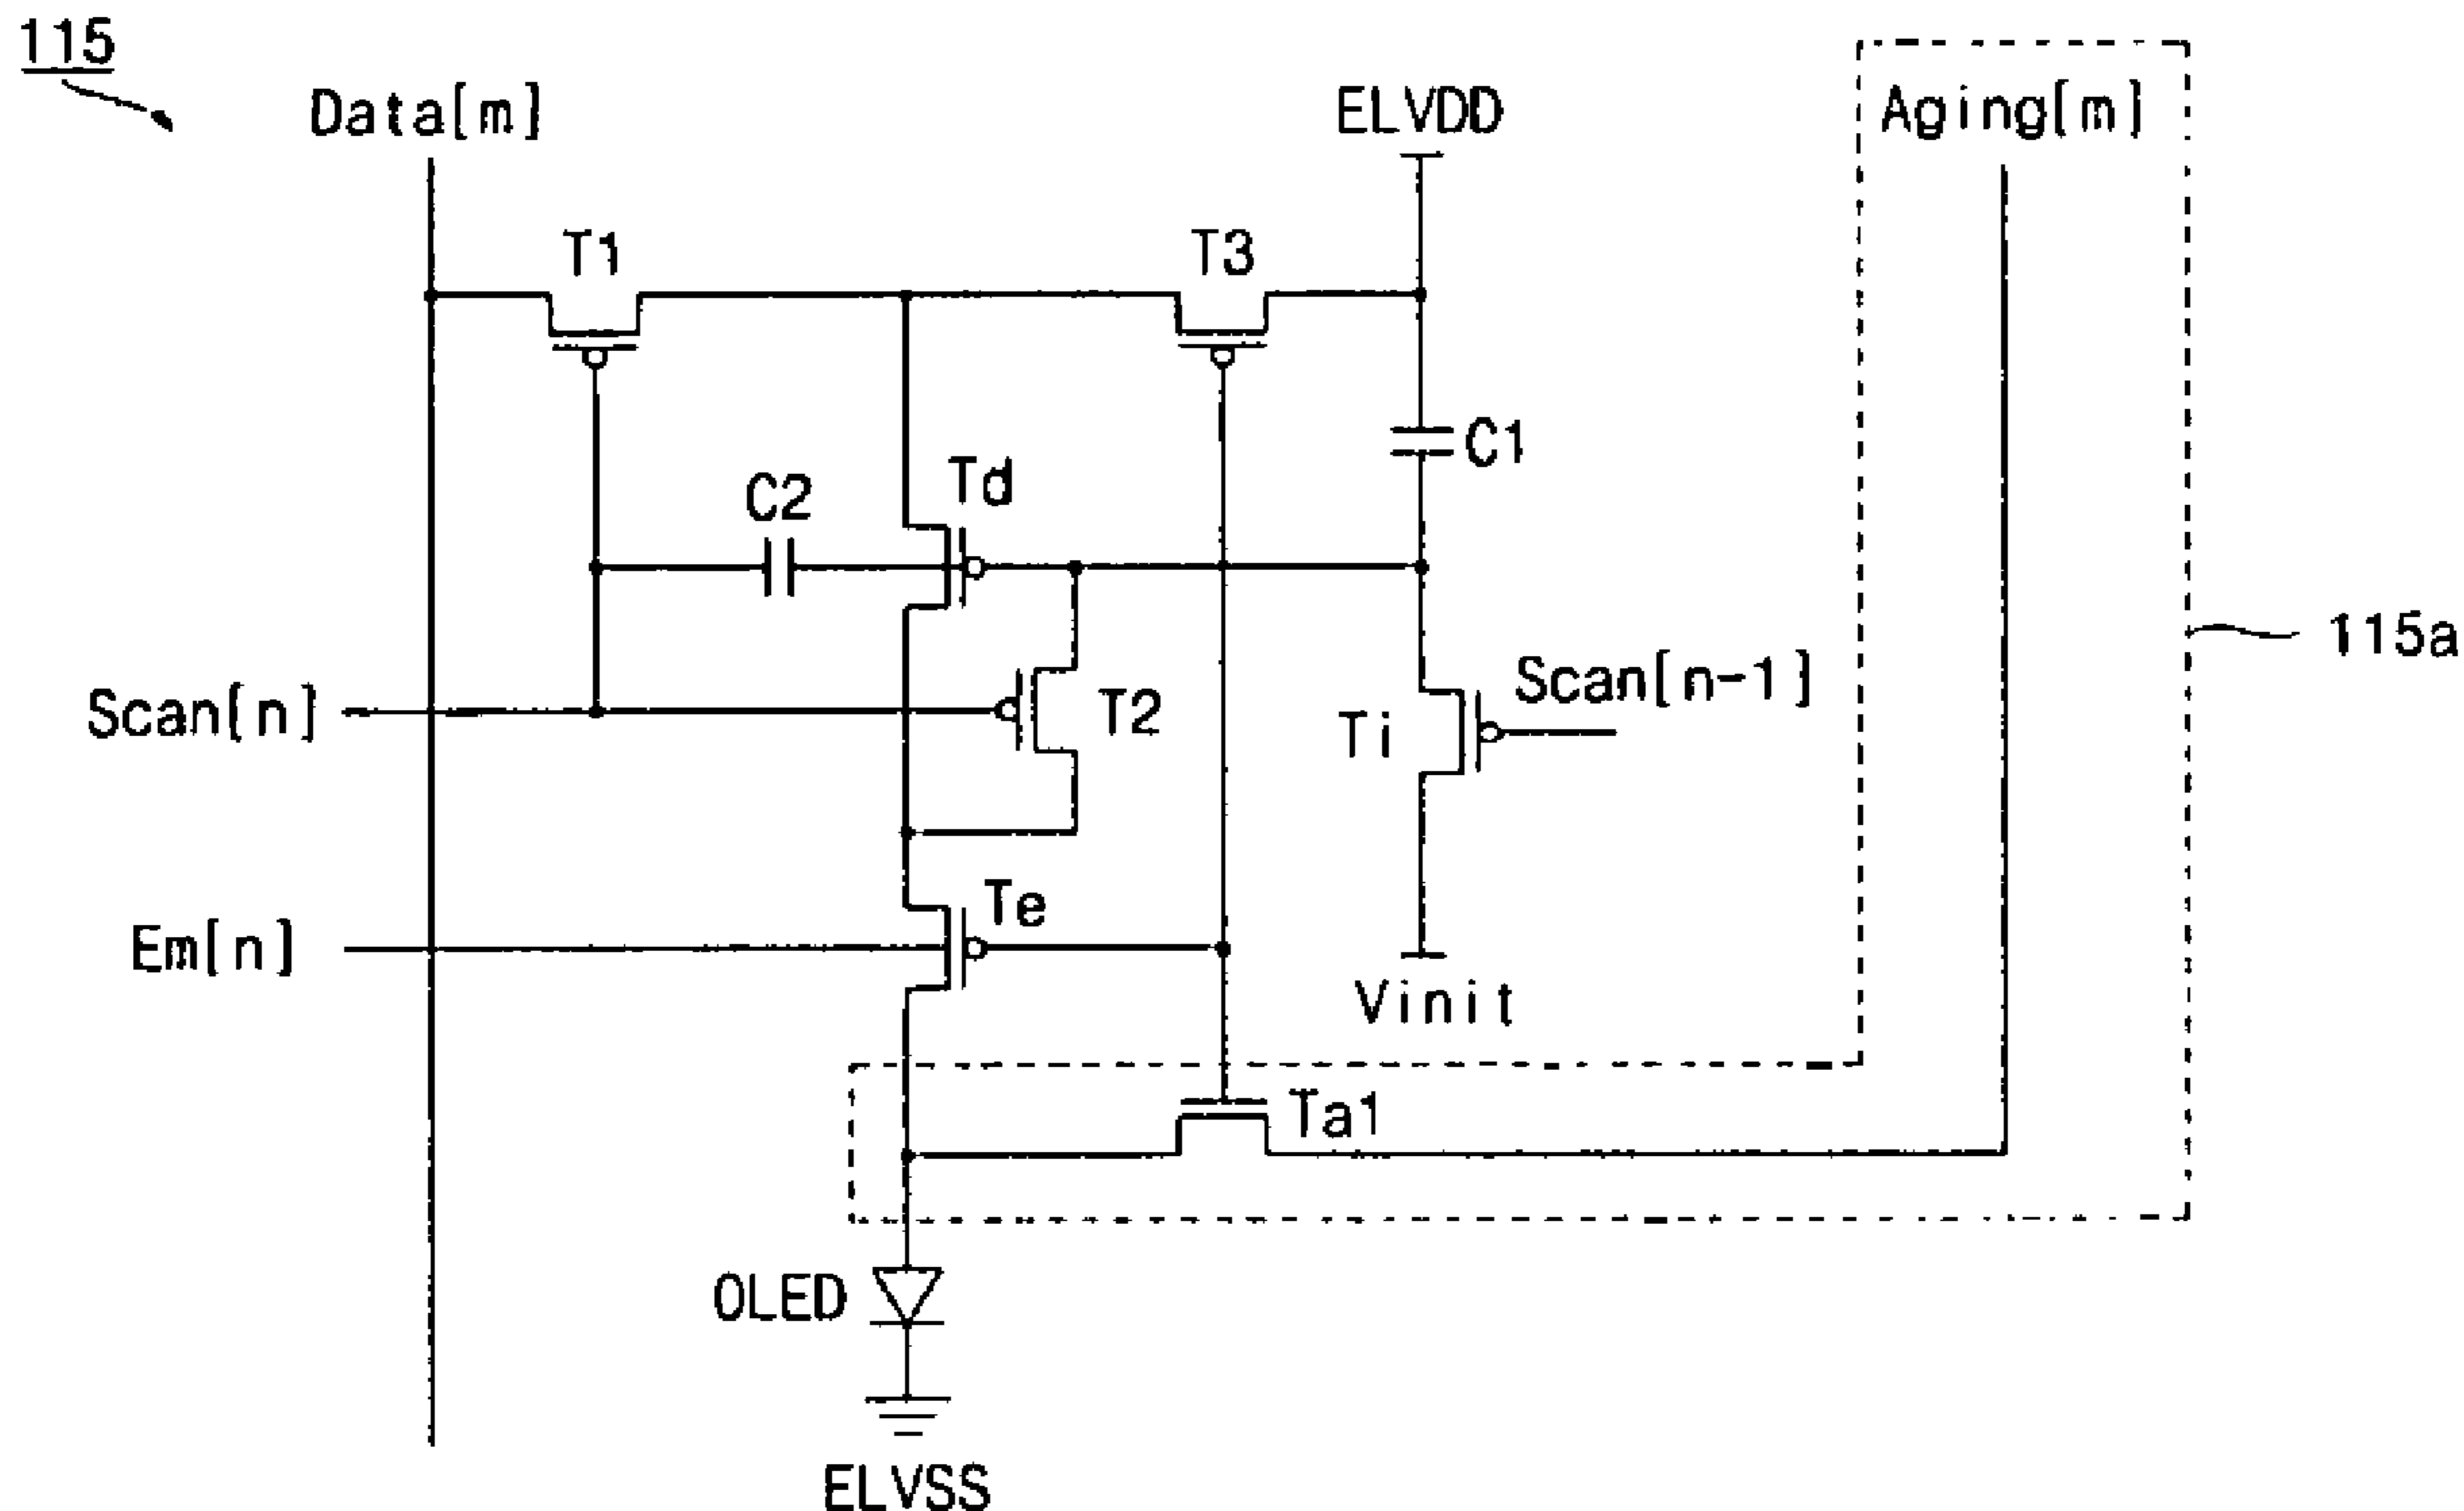 115
Data[m]
ELVDD
Aging[m]
T1
T3
C1
C2
Td
115a
Scan[n]
T2
Scan[n-1]
Ti
Te
Em[n]
Vinit
Ta1
OLED
ELVSS